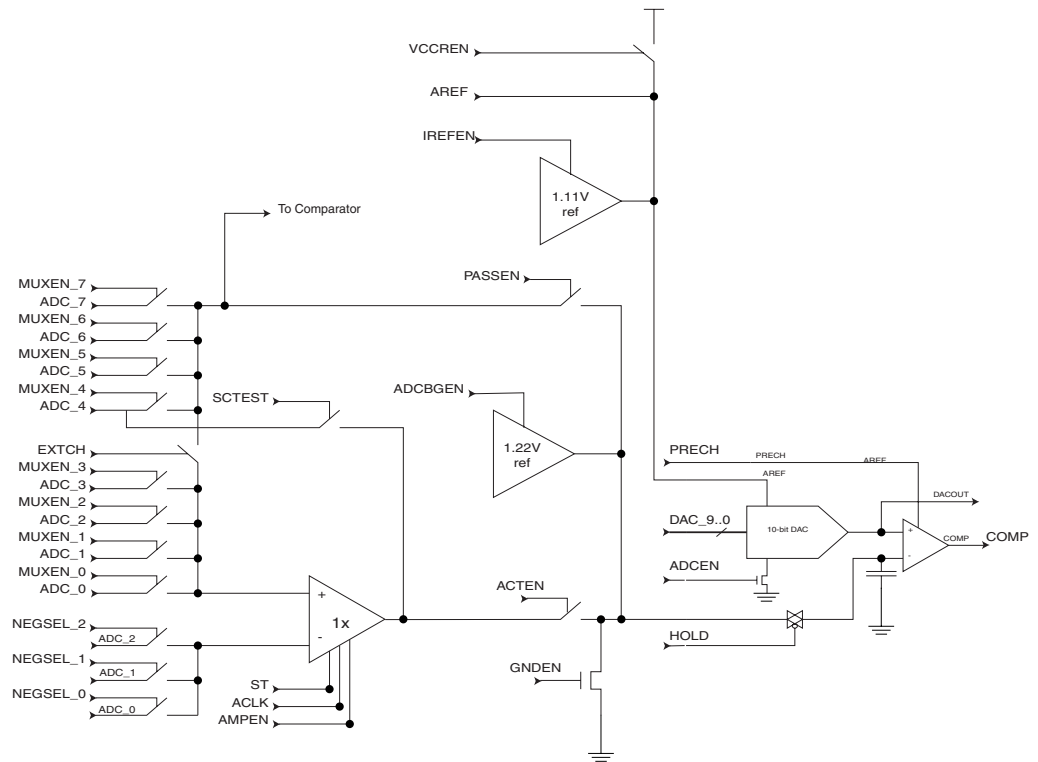 VCCREN
AREF
IREFEN
1.11V
ref
To Comparator
PASSEN
MUXEN_7
ADC_7
MUXEN_6
ADC_6
MUXEN_5
ADC_5
MUXEN_4
ADC_4
SCTEST
ADCBGEN
1.22V
ref
EXTCH
MUXEN_3
ADC_3
MUXEN_2
ADC_2
MUXEN_1
ADC_1
MUXEN_0
ADC_0
PRECH
PRECH
AREF
AREF
DACOUT
DAC_9..0
10-bit DAC
+
-
COMP
COMP
ADCEN
ACTEN
+
1x
-
HOLD
NEGSEL_2
ADC_2
NEGSEL_1
ADC_1
NEGSEL_0
ADC_0
GNDEN
ST
ACLK
AMPEN